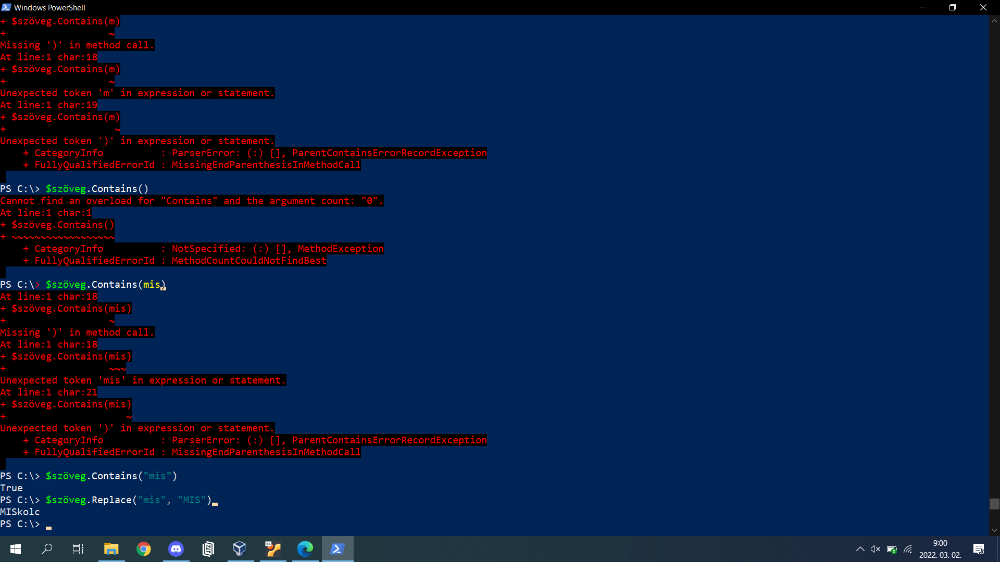 Windows PowerShell
+ $szöveg.Contains(m)
+                  ~
Missing ')' in method call.
At line:1 char:18
+ $szöveg.Contains(m)
+                  ~
Unexpected token 'm' in expression or statement.
At line:1 char:19
+ $szöveg.Contains(m)
+                   ~
Unexpected token ')' in expression or statement.
    + CategoryInfo          : ParserError: (:) [], ParentContainsErrorRecordException
    + FullyQualifiedErrorId : MissingEndParenthesisInMethodCall
PS C:\> $szöveg.Contains()
Cannot find an overload for "Contains" and the argument count: "0".
At line:1 char:1
+ $szöveg.Contains()
+ ~~~~~~~~~~~~~~~~~~
    + CategoryInfo          : NotSpecified: (:) [], MethodException
    + FullyQualifiedErrorId : MethodCountCouldNotFindBest
PS C:\> $szöveg.Contains(mis)
At line:1 char:18
+ $szöveg.Contains(mis)
+                  ~
Missing ')' in method call.
At line:1 char:18
+ $szöveg.Contains(mis)
+                  ~~~
Unexpected token 'mis' in expression or statement.
At line:1 char:21
+ $szöveg.Contains(mis)
+                     ~
Unexpected token ')' in expression or statement.
    + CategoryInfo          : ParserError: (:) [], ParentContainsErrorRecordException
    + FullyQualifiedErrorId : MissingEndParenthesisInMethodCall
PS C:\> $szöveg.Contains("mis")
True
PS C:\> $szöveg.Replace("mis", "MIS")
MISkolc
PS C:\>
64
9:00
2022. 03. 02.